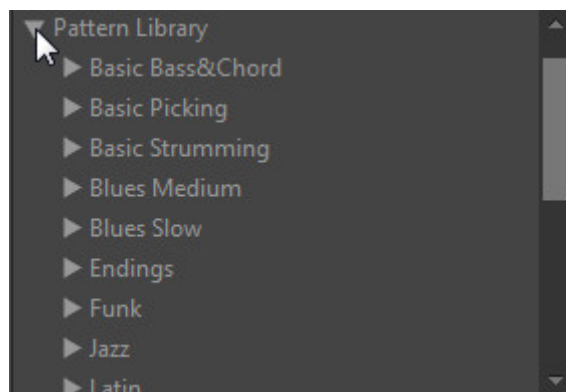 Pattern Library
Basic Bass&Chord
Basic Picking
Basic Strumming
Blues Medium
Blues Slow
Endings
Funk
Jazz
Latin